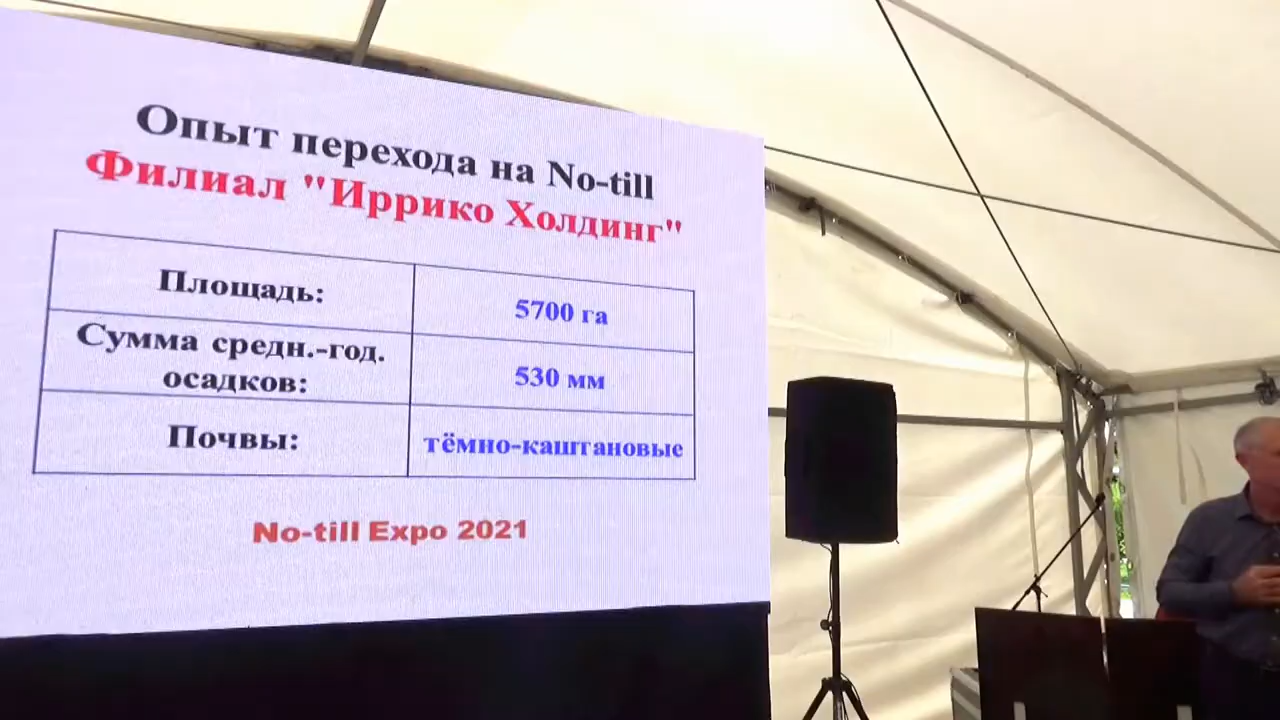 Опыт перехода на No-till
Филиал "Иррико Холдинг"
Площадь:
5700 га
Сумма средн.-год.
осадков:
530 мм
Почвы:
тёмно-каштановые
No-till Expo 2021